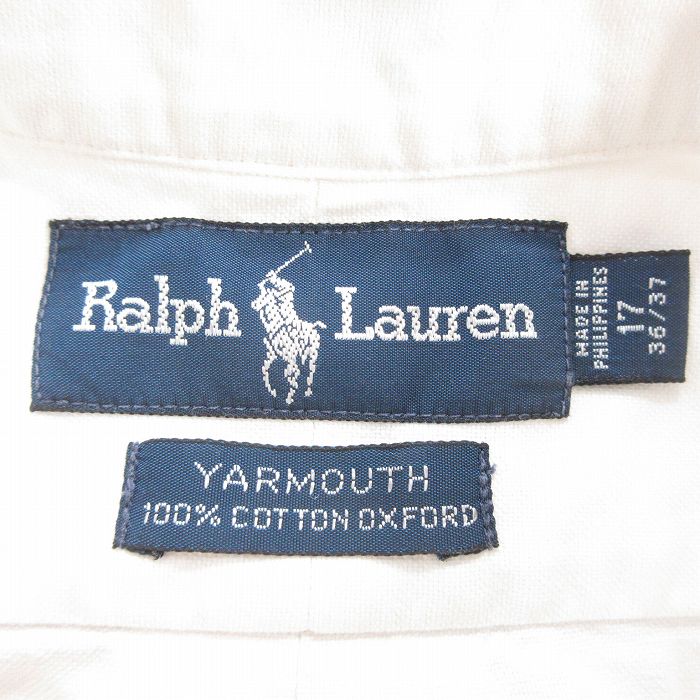 Ralph Lauren
MADE IN
PHILIPPINES
17
36/37
YARMOUTH
100% COTTON OXFORD